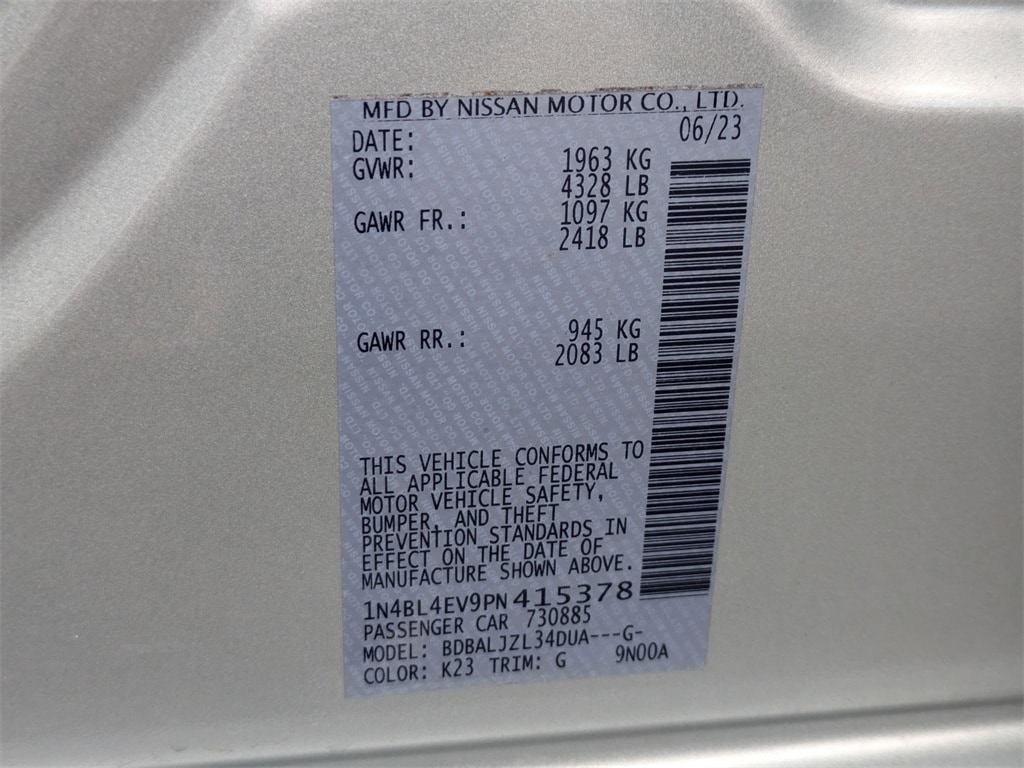 MFD BY NISSAN MOTOR CO., LTD.
DATE: 06/23
GVWR: 1963 KG
4328 LB
GAWR FR.: 1097 KG
2418 LB
GAWR RR.: 945 KG
2083 LB
THIS VEHICLE CONFORMS TO
ALL APPLICABLE FEDERAL
MOTOR VEHICLE SAFETY,
BUMPER, AND THEFT
PREVENTION STANDARDS IN
EFFECT ON THE DATE OF
MANUFACTURE SHOWN ABOVE.
1N4BL4EV9PN415378
PASSENGER CAR 730885
MODEL: BDBALJZL34DUA---G-
9N00A
COLOR: K23 TRIM: G